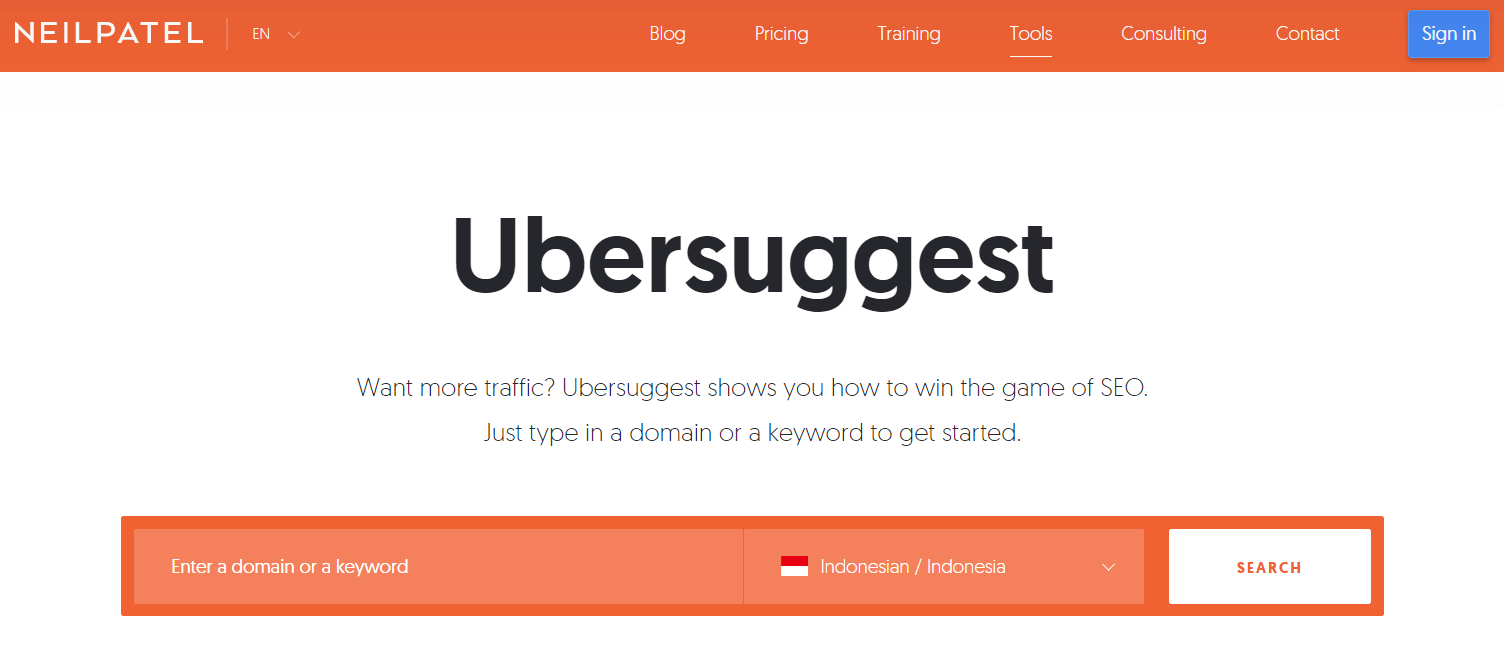 NEILPATEL EN Blog Pricing Training Tools Consulting Contact Sign in
Ubersuggest
Want more traffic? Ubersuggest shows you how to win the game of SEO.
Just type in a domain or a keyword to get started.
Enter a domain or a keyword Indonesian / Indonesia SEARCH